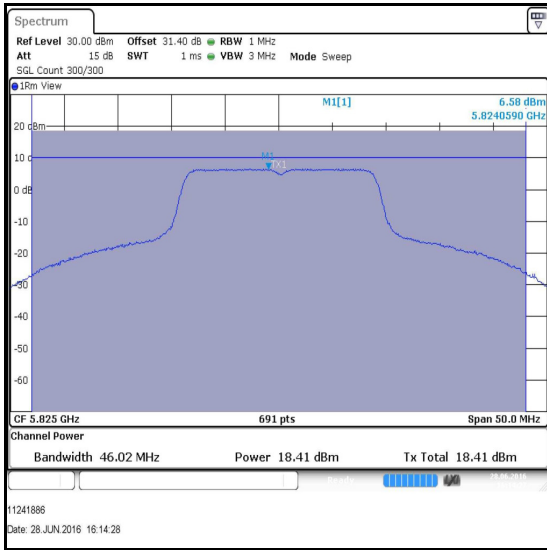 Spectrum
Ref Level 30.00 dBm Offset 31.40 dB RBW 1 MHz
Att 15 dB SWT 1 ms VBW 3 MHz Mode Sweep
SGL Count 300/300
1Rm View
M1[1] 6.58 dBm
5.8240590 GHz
20 dBm
10 d
M1
TX1
0 dB
-10
-20
-30
-40
-50
-60
CF 5.825 GHz 691 pts Span 50.0 MHz
Channel Power
Bandwidth 46.02 MHz Power 18.41 dBm Tx Total 18.41 dBm
Ready 28.06.2016
11241886
Date: 28.JUN.2016 16:14:28